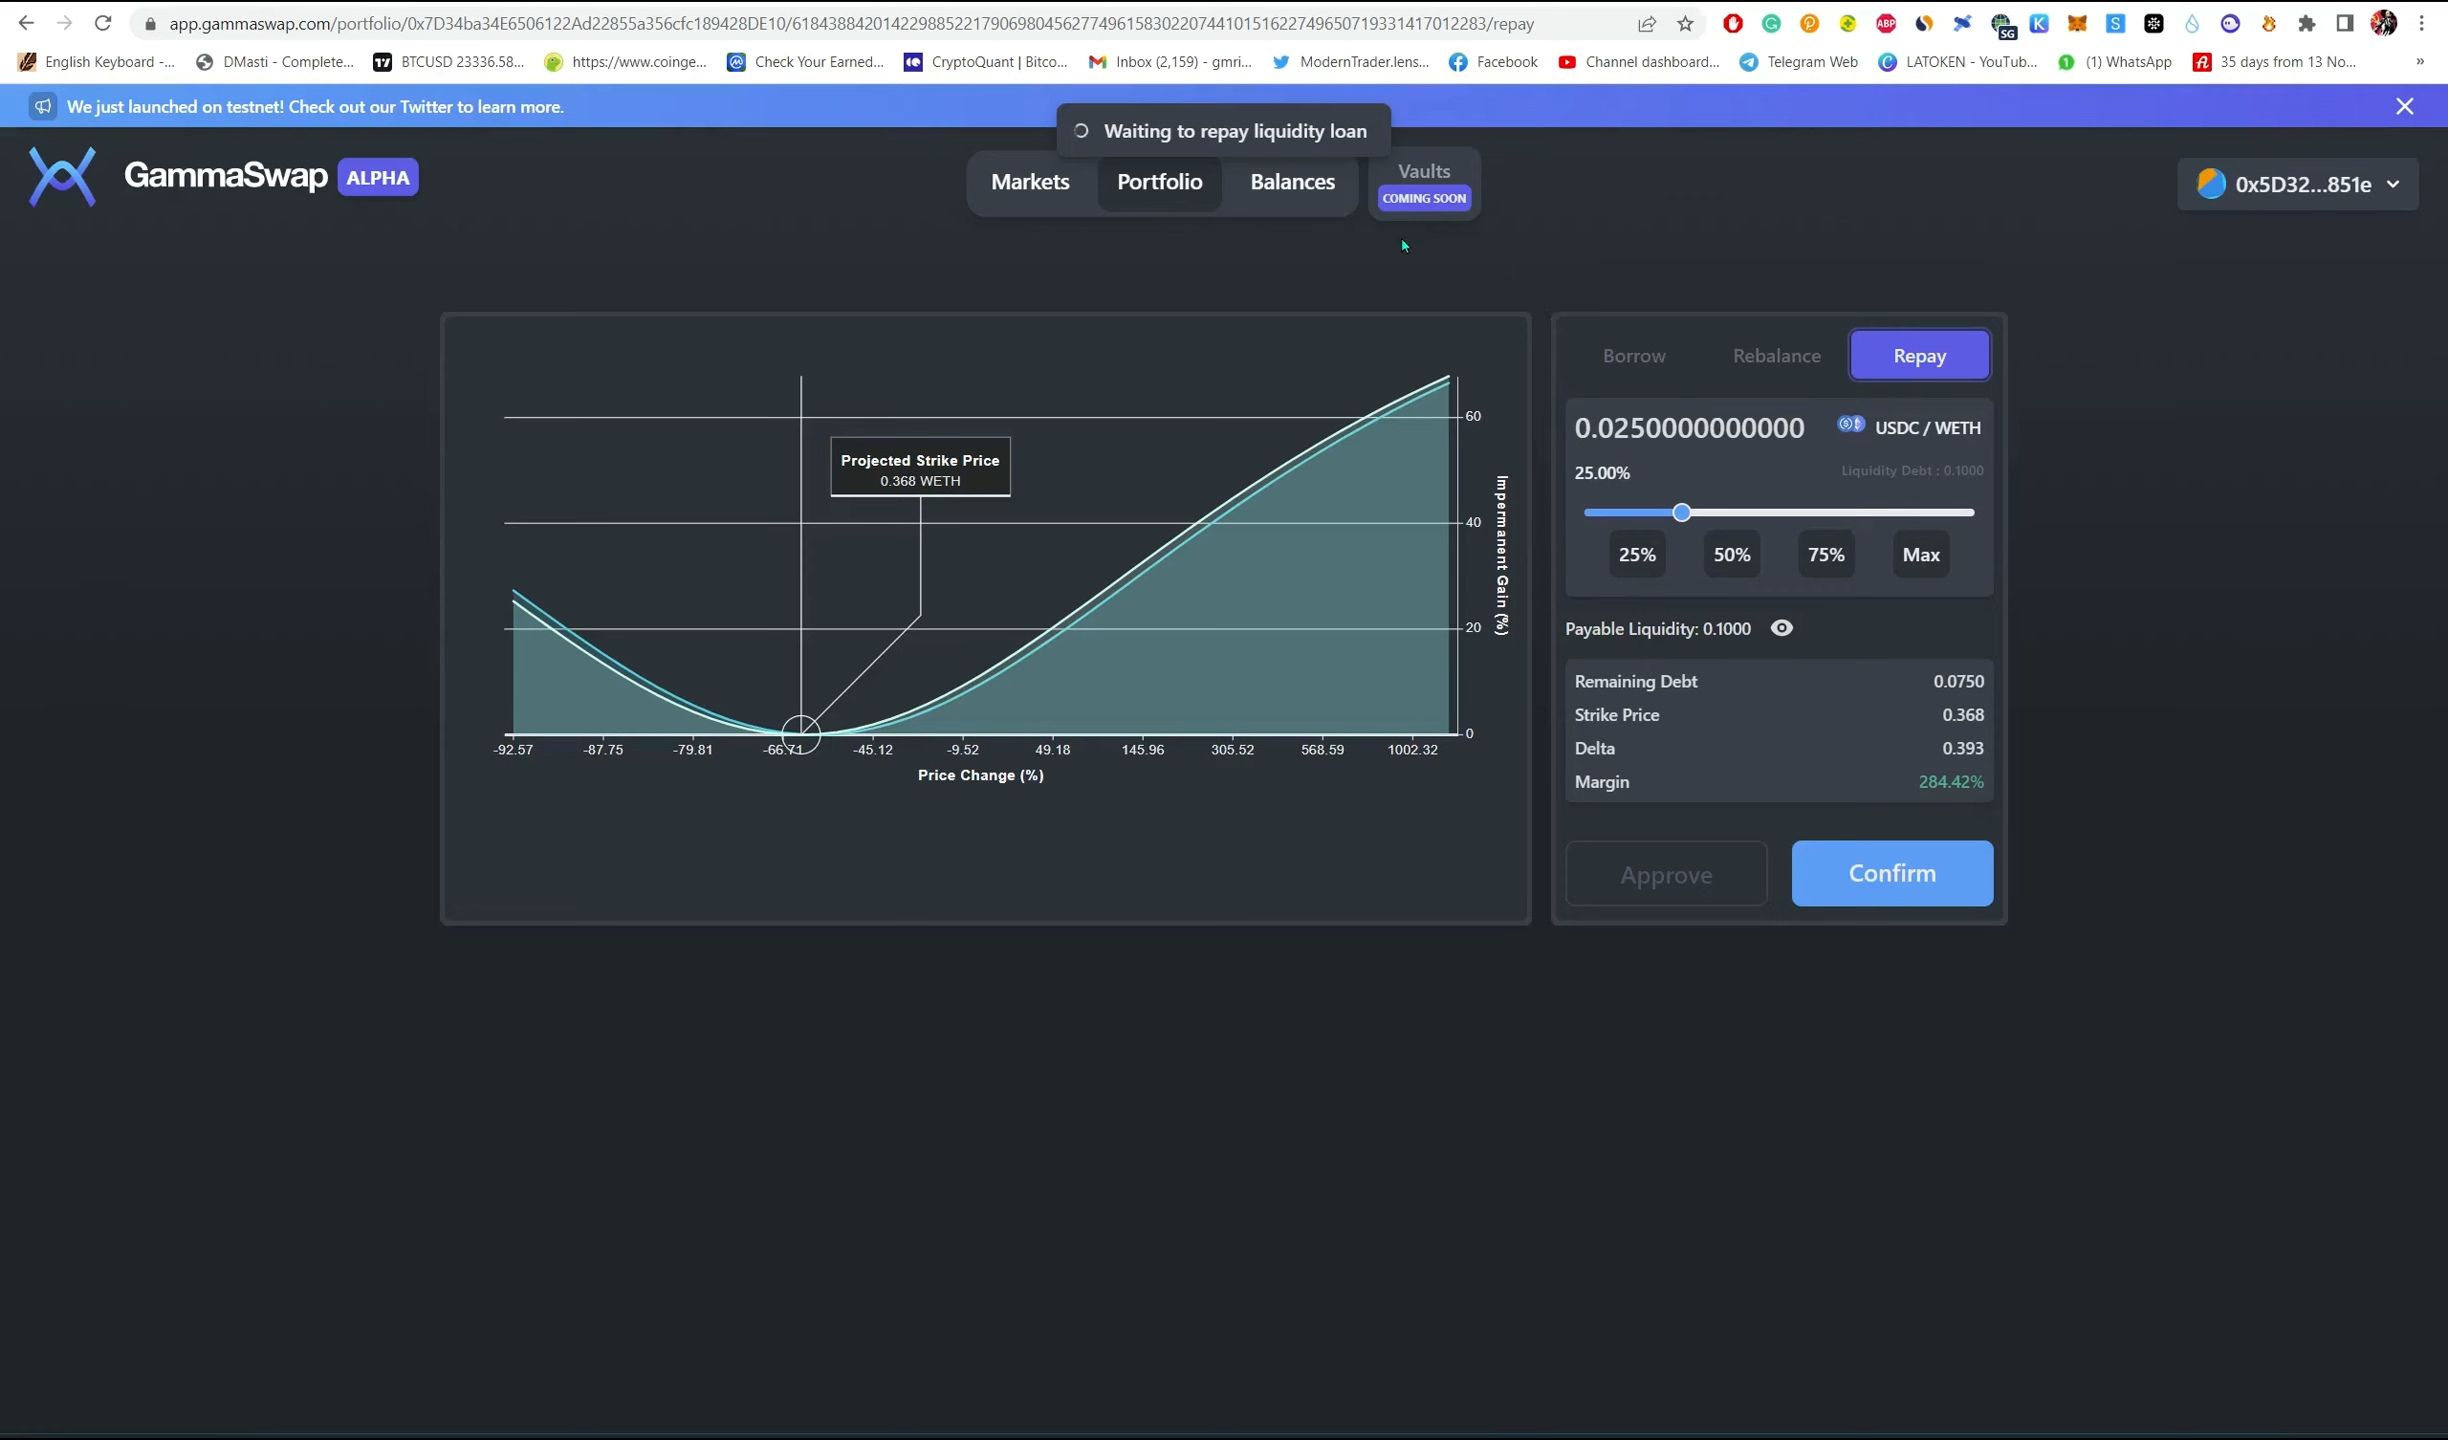 app.gammaswap.com/portfolio/0x7D34ba34E6506122Ad22855a356cfc189428DE10/61843884201422988522179069804562774961583022074410151622749650719331417012283/repay
ABP
SG
K
S
English Keyboard -...
DMasti - Complete...
BTCUSD 23336.58...
https://www.coinge...
Check Your Earned...
CryptoQuant | Bitco...
Inbox (2,159) - gmri...
ModernTrader.lens...
Facebook
Channel dashboard...
Telegram Web
LATOKEN - YouTub...
(1) WhatsApp
35 days from 13 No...
»
We just launched on testnet! Check out our Twitter to learn more.
Waiting to repay liquidity loan
GammaSwap
ALPHA
Markets
Portfolio
Balances
Vaults
COMING SOON
0x5D32...851e
Projected Strike Price
0.368 WETH
60
40
20
0
Impermanent Gain (%)
-92.57
-87.75
-79.81
-66.71
-45.12
-9.52
49.18
145.96
305.52
568.59
1002.32
Price Change (%)
Borrow
Rebalance
Repay
0.0250000000000
USDC / WETH
25.00%
Liquidity Debt : 0.1000
25%
50%
75%
Max
Payable Liquidity: 0.1000
Remaining Debt
0.0750
Strike Price
0.368
Delta
0.393
Margin
284.42%
Approve
Confirm